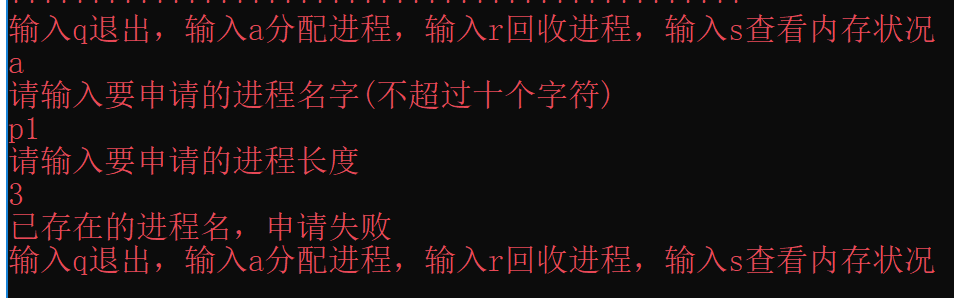 输入q退出，输入a分配进程，输入r回收进程，输入s查看内存状况
a
请输入要申请的进程名字(不超过十个字符)
p1
请输入要申请的进程长度
3
已存在的进程名，申请失败
输入q退出，输入a分配进程，输入r回收进程，输入s查看内存状况